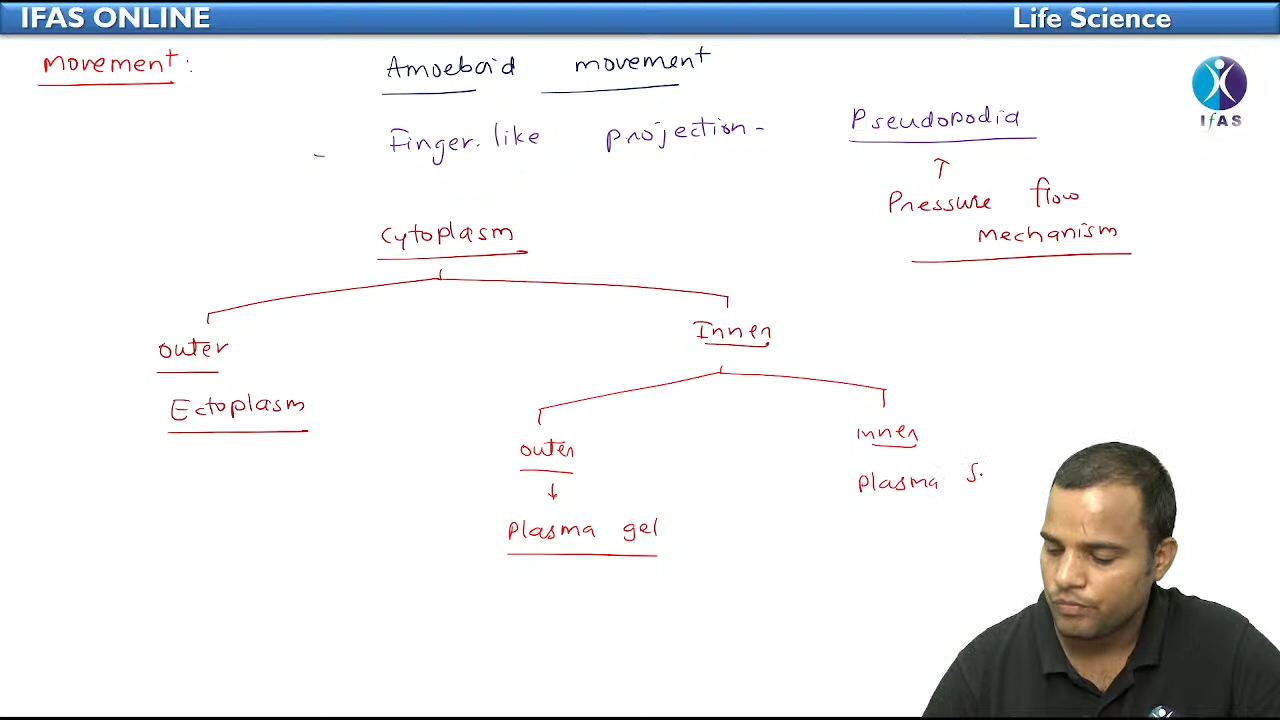 IFAS ONLINE
Life Science
Movement:
Amoeboid movement
IfAS
- Finger.like projection -
Pseudopodia
↑
Pressure flow
mechanism
Cytoplasm
Outer
Inner
Ectoplasm
Outer
Inner
↓
Plasma S.
Plasma gel